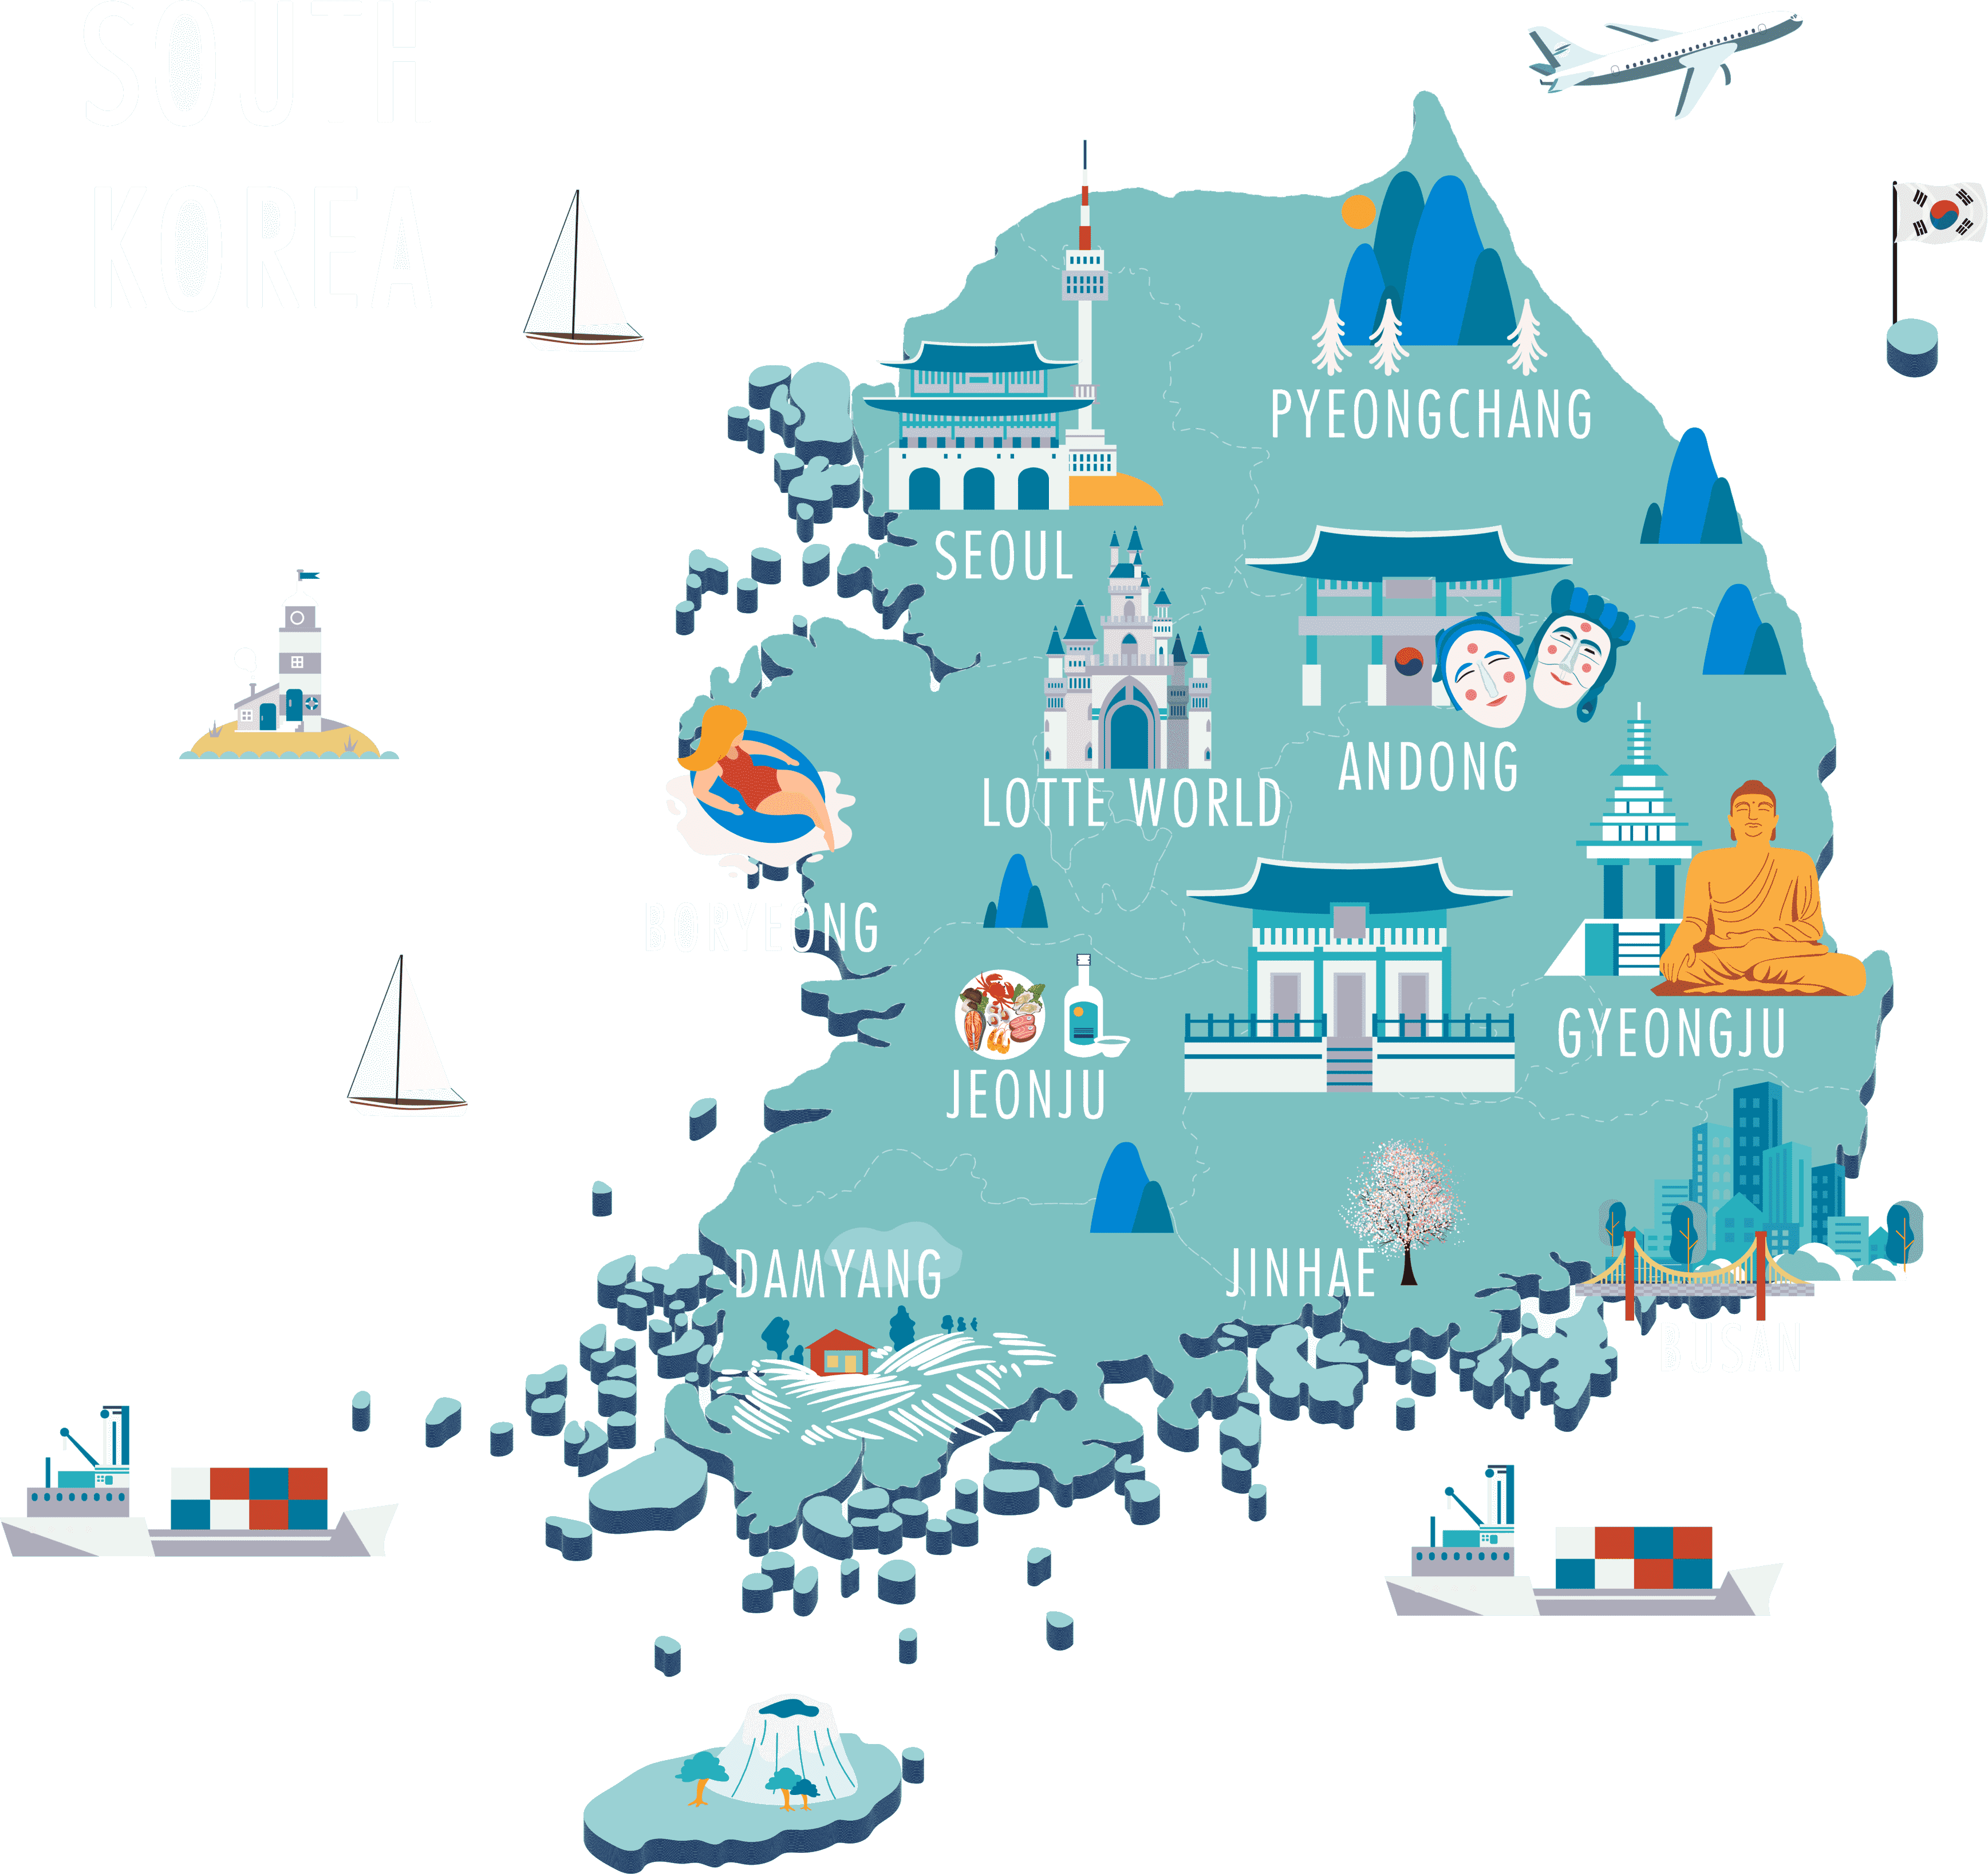 SOUTH
KOREA
PYEONGCHANG
SEOUL
ANDONG
LOTTE WORLD
BORYEONG
GYEONGJU
JEONJU
DAMYANG
JINHAE
BUSAN